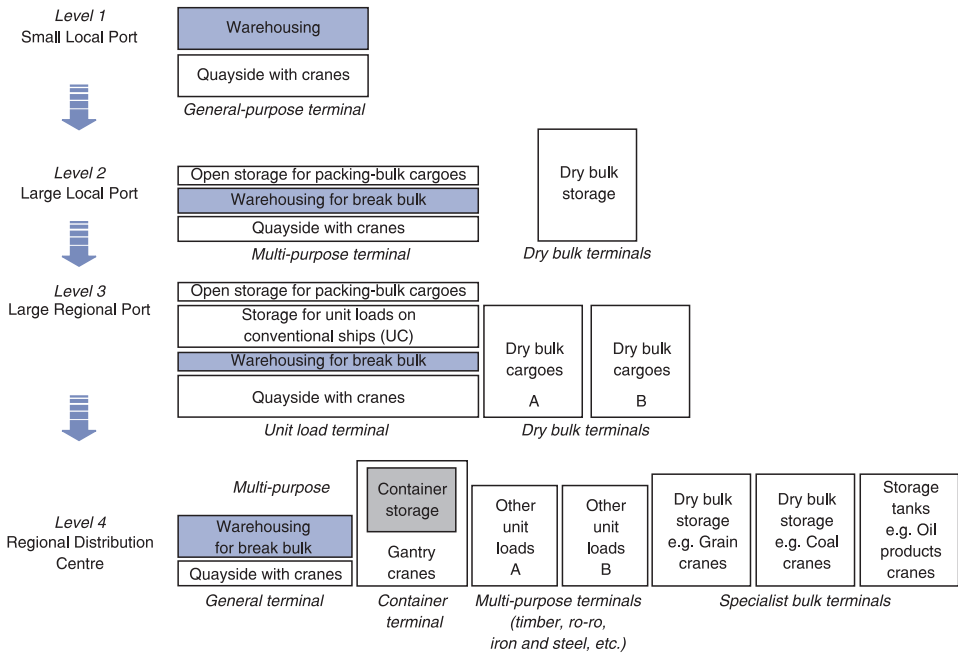 Level 1
Small Local Port
Warehousing
Quayside with cranes
General-purpose terminal
Level 2
Large Local Port
Open storage for packing-bulk cargoes
Warehousing for break bulk
Quayside with cranes
Multi-purpose terminal
Dry bulk
storage
Dry bulk terminals
Level 3
Large Regional Port
Open storage for packing-bulk cargoes
Storage for unit loads on
conventional ships (UC)
Warehousing for break bulk
Quayside with cranes
Unit load terminal
Dry bulk
cargoes
A
Dry bulk
cargoes
B
Dry bulk terminals
Level 4
Regional Distribution
Centre
Multi-purpose
Warehousing
for break bulk
Quayside with cranes
General terminal
Container
storage
Gantry
cranes
Container
terminal
Other
unit
loads
A
Other
unit
loads
B
Multi-purpose terminals
(timber, ro-ro,
iron and steel, etc.)
Dry bulk
storage
e.g. Grain
cranes
Dry bulk
storage
e.g. Coal
cranes
Storage
tanks
e.g. Oil
products
cranes
Specialist bulk terminals